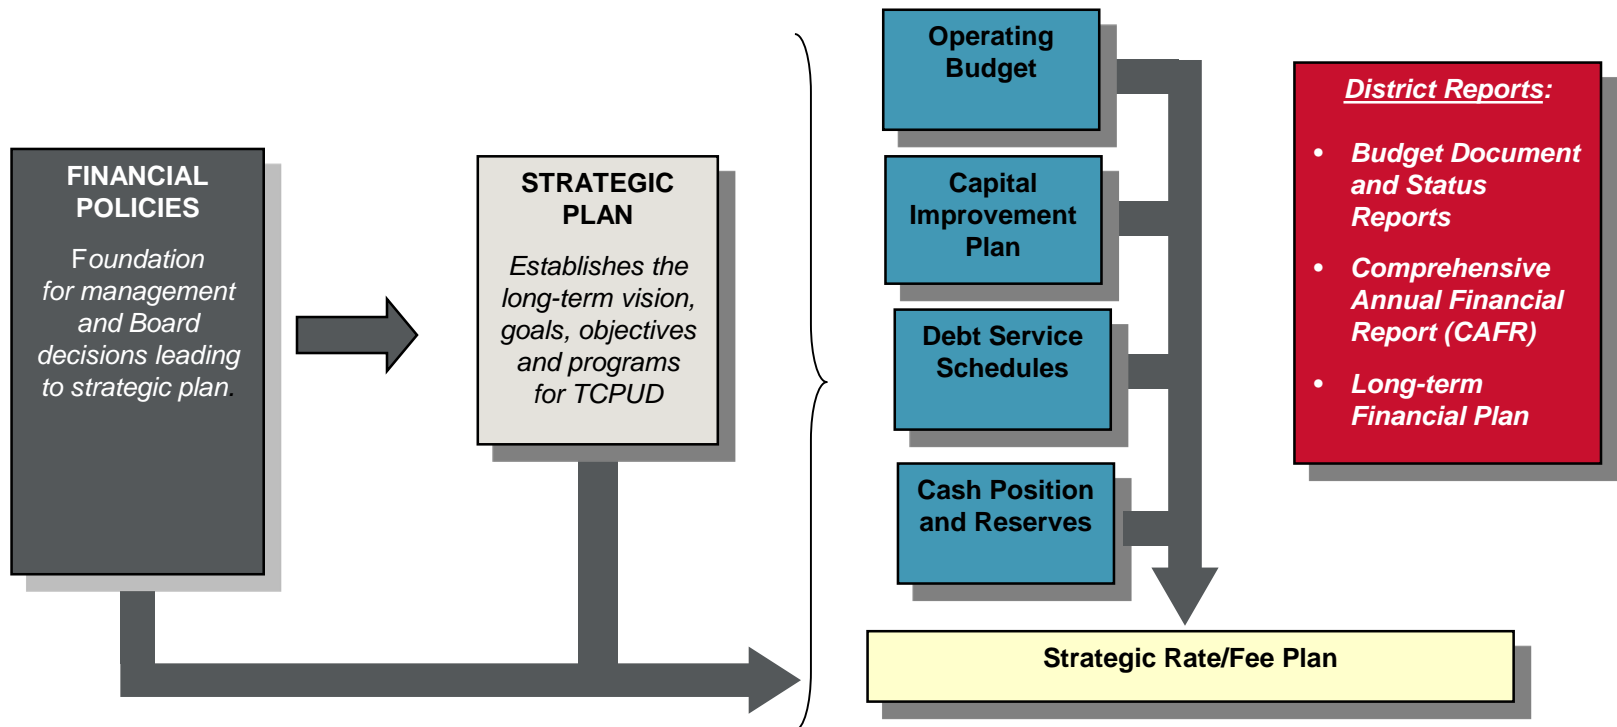 FINANCIAL
POLICIES
Foundation
for management
and Board
decisions leading
to strategic plan.
STRATEGIC
PLAN
Establishes the
long-term vision,
goals, objectives
and programs
for TCPUD
Operating
Budget
Capital
Improvement
Plan
Debt Service
Schedules
Cash Position
and Reserves
Strategic Rate/Fee Plan
District Reports:
• Budget Document
and Status
Reports
• Comprehensive
Annual Financial
Report (CAFR)
• Long-term
Financial Plan